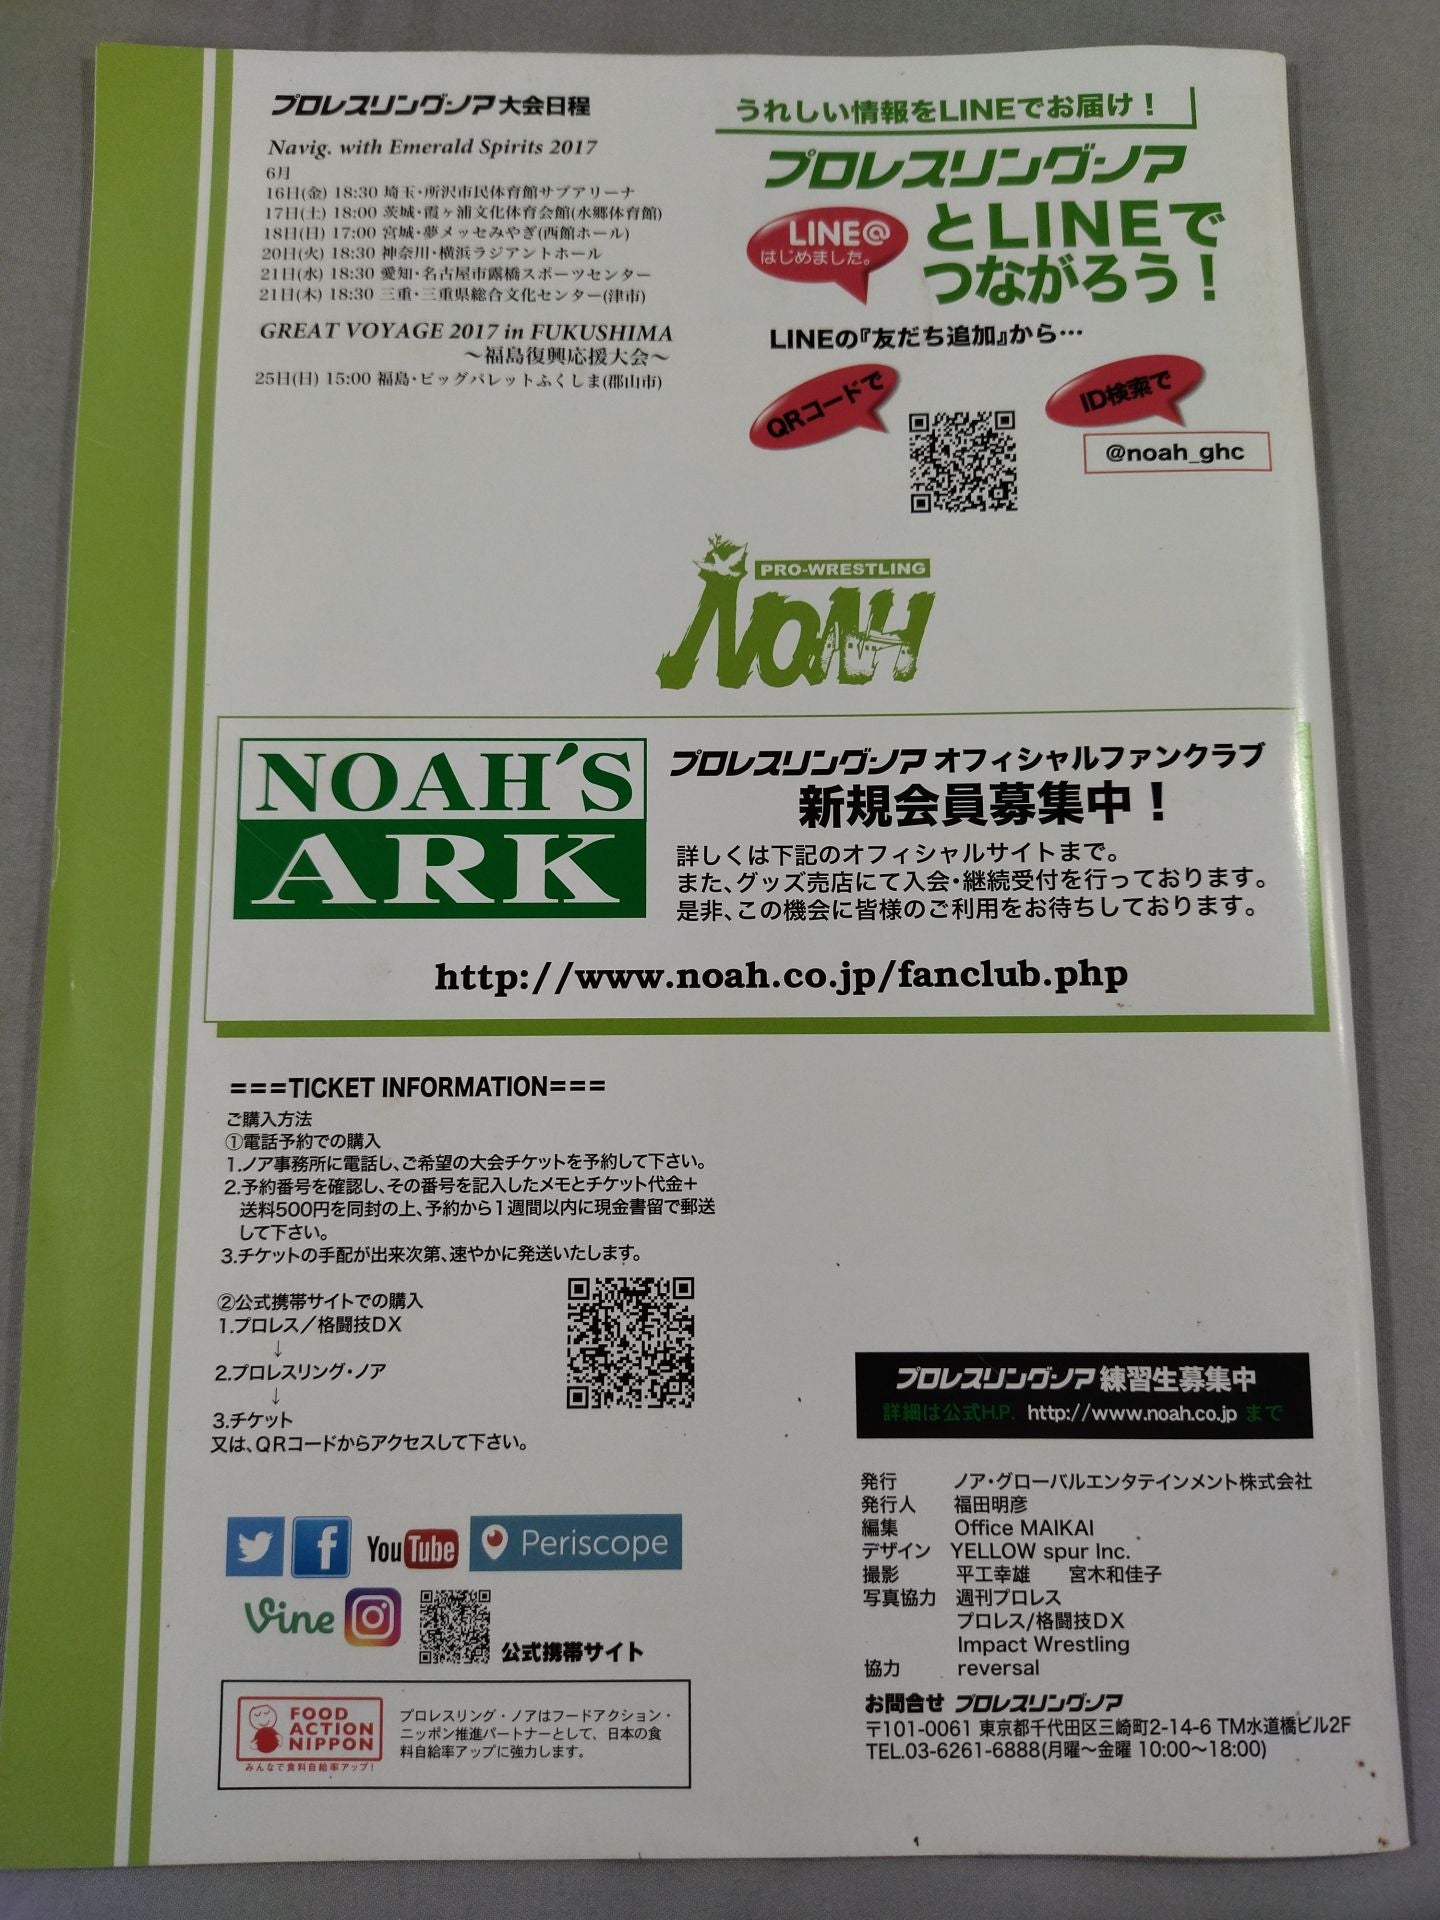 プロレスリング・ノア 大会日程
Navig. with Emerald Spirits 2017
6月
16日(金) 18:30 埼玉・所沢市民体育館サブアリーナ
17日(土) 18:00 茨城・霞ヶ浦文化体育会館(水郷体育館)
18日(日) 17:00 宮城・夢メッセみやぎ(西館ホール)
20日(火) 18:30 神奈川・横浜ラジアントホール
21日(水) 18:30 愛知・名古屋市露橋スポーツセンター
21日(木) 18:30 三重・三重県総合文化センター(津市)
GREAT VOYAGE 2017 in FUKUSHIMA
～福島復興応援大会～
25日(日) 15:00 福島・ビッグパレットふくしま(郡山市)
うれしい情報をLINEでお届け！
プロレスリング・ノア
LINE@
はじめました。
とLINEで
つながろう！
LINEの『友だち追加』から…
QRコードで
ID検索で
@noah_ghc
PRO-WRESTLING
NOAH
NOAH'S
ARK
プロレスリング・ノア オフィシャルファンクラブ
新規会員募集中！
詳しくは下記のオフィシャルサイトまで。
また、グッズ売店にて入会・継続受付を行っております。
是非、この機会に皆様のご利用をお待ちしております。
http://www.noah.co.jp/fanclub.php
===TICKET INFORMATION===
ご購入方法
①電話予約での購入
1.ノア事務所に電話し、ご希望の大会チケットを予約して下さい。
2.予約番号を確認し、その番号を記入したメモとチケット代金＋
送料500円を同封の上、予約から1週間以内に現金書留で郵送
して下さい。
3.チケットの手配が出来次第、速やかに発送いたします。
②公式携帯サイトでの購入
1.プロレス／格闘技DX
↓
2.プロレスリング・ノア
↓
3.チケット
又は、QRコードからアクセスして下さい。
YouTube
Periscope
Vine
公式携帯サイト
FOOD
ACTION
NIPPON
みんなで食料自給率アップ！
プロレスリング・ノアはフードアクション・
ニッポン推進パートナーとして、日本の食
料自給率アップに強力します。
プロレスリング・ノア 練習生募集中
詳細は公式H.P. http://www.noah.co.jp まで
発行 ノア・グローバルエンタテインメント株式会社
発行人 福田明彦
編集 Office MAIKAI
デザイン YELLOW spur Inc.
撮影 平工幸雄 宮木和佳子
写真協力 週刊プロレス
プロレス/格闘技DX
Impact Wrestling
協力 reversal
お問合せ プロレスリング・ノア
〒101-0061 東京都千代田区三崎町2-14-6 TM水道橋ビル2F
TEL.03-6261-6888(月曜～金曜 10:00～18:00)